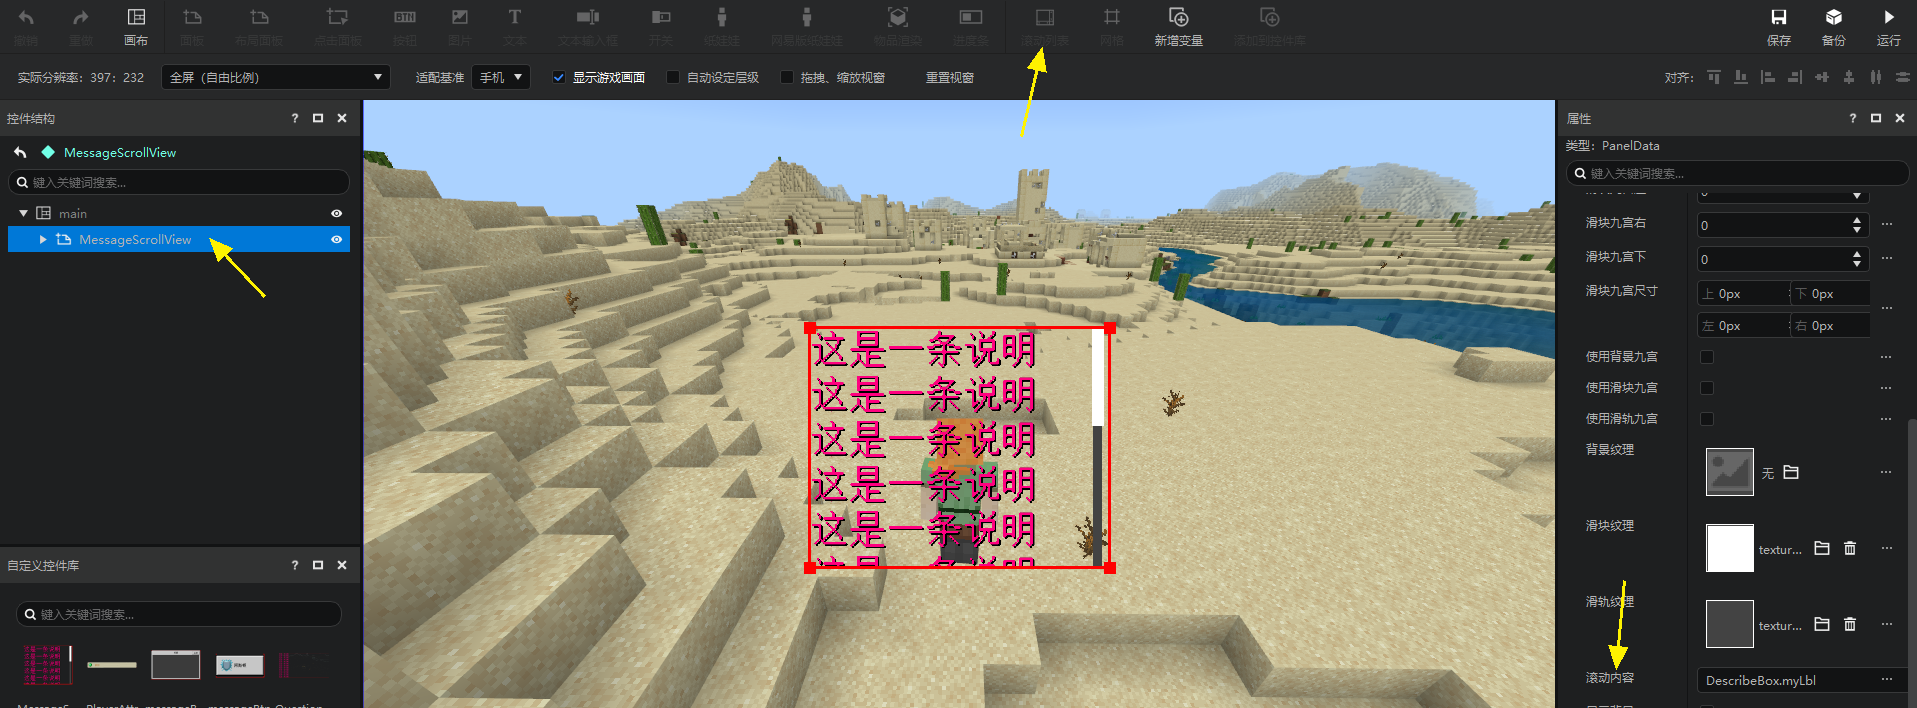 撤销
重做
画布
面板
布局面板
点击面板
BTN
按钮
图片
T
文本
文本输入框
开关
纸娃娃
网易版纸娃娃
物品渲染
进度条
滚动列表
网格
新增变量
添加到控件库
保存
备份
运行
实际分辨率：397：232
全屏（自由比例）
适配基准
手机
显示游戏画面
自动设定层级
拖拽、缩放视窗
重置视窗
对齐：
控件结构
?
MessageScrollView
键入关键词搜索...
main
MessageScrollView
自定义控件库
?
键入关键词搜索...
这是一条说明
这是一条说明
这是一条说明
这是一条说明
这是一条说明
属性
?
类型：PanelData
键入关键词搜索...
滑块九宫右
0
...
滑块九宫下
0
...
滑块九宫尺寸
上 0px
下 0px
左 0px
右 0px
...
使用背景九宫
...
使用滑块九宫
...
使用滑轨九宫
...
背景纹理
无
...
滑块纹理
textur...
...
滑轨纹理
textur...
...
滚动内容
DescribeBox.myLbl
...